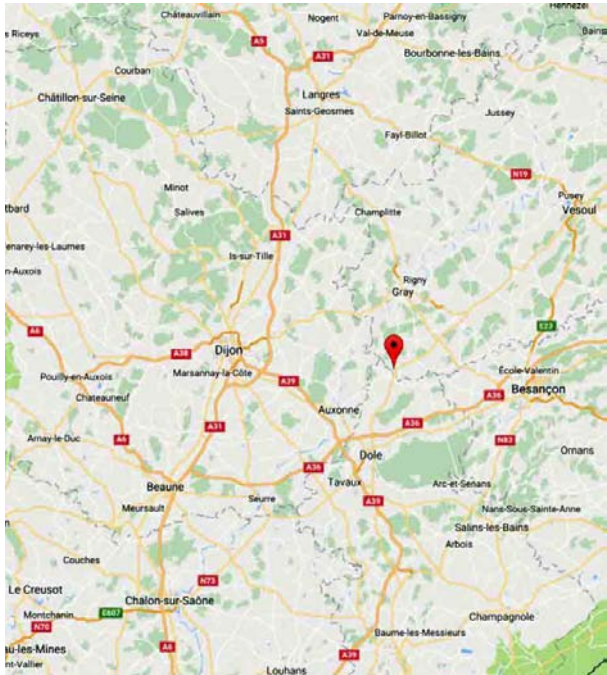 Hennezel
Châteauvillain
Nogent
Parnoy-en-Bassigny
Val-de-Meuse
s Riceys
A5
A31
Bourbonne-les-Bains
Bains
Courban
Langres
Châtillon-sur-Seine
Saints-Geosmes
Jussey
Fayl-Billot
N19
Minot
Pusey
Salives
Champlitte
Vesoul
tbard
A31
enarey-les-Laumes
Is-sur-Tille
n-Auxois
Rigny
Gray
A6
E23
A38
Dijon
Pouilly-en-Auxois
Marsannay-la-Côte
École-Valentin
A39
Besançon
Chateauneuf
A36
Auxonne
A31
A36
Arnay-le-Duc
A6
N83
Ornans
Dole
A36
Beaune
Tavaux
Arc-et-Senans
Seurre
A39
Meursault
Nans-Sous-Sainte-Anne
Salins-les-Bains
Arbois
Couches
N73
Le Creusot
Chalon-sur-Saône
Montchanin
E607
Champagnole
N70
Baume-les-Messieurs
au-les-Mines
A6
A39
nt-Vallier
Louhans